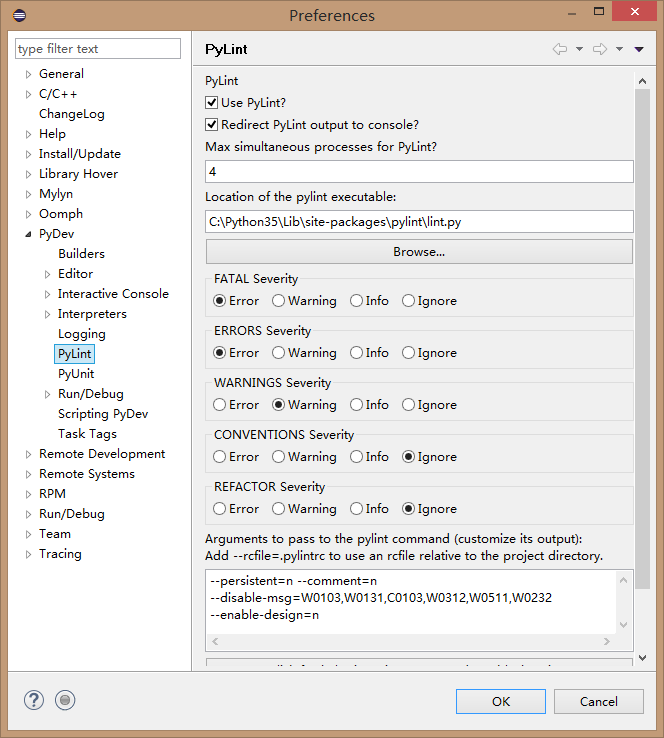 Preferences
type filter text
General
C/C++
ChangeLog
Help
Install/Update
Library Hover
Mylyn
Oomph
PyDev
Builders
Editor
Interactive Console
Interpreters
Logging
PyLint
PyUnit
Run/Debug
Scripting PyDev
Task Tags
Remote Development
Remote Systems
RPM
Run/Debug
Team
Tracing
PyLint
PyLint
Use PyLint?
Redirect PyLint output to console?
Max simultaneous processes for PyLint?
4
Location of the pylint executable:
C:\Python35\Lib\site-packages\pylint\lint.py
Browse...
FATAL Severity
Error Warning Info Ignore
ERRORS Severity
Error Warning Info Ignore
WARNINGS Severity
Error Warning Info Ignore
CONVENTIONS Severity
Error Warning Info Ignore
REFACTOR Severity
Error Warning Info Ignore
Arguments to pass to the pylint command (customize its output):
Add --rcfile=.pylintrc to use an rcfile relative to the project directory.
--persistent=n --comment=n
--disable-msg=W0103,W0131,C0103,W0312,W0511,W0232
--enable-design=n
OK Cancel